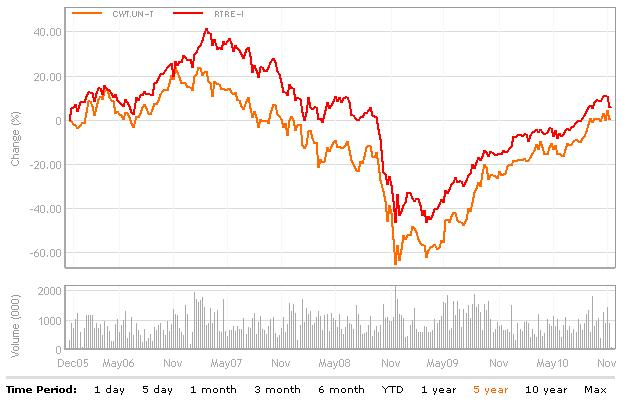 CWT.UN-T RTRE-I
40.00
20.00
0
-20.00
-40.00
-60.00
Change (%)
2000
1000
0
Volume (000)
Dec05 May06 Nov May07 Nov May08 Nov May09 Nov May10 Nov
Time Period: 1 day 5 day 1 month 3 month 6 month YTD 1 year 5 year 10 year Max